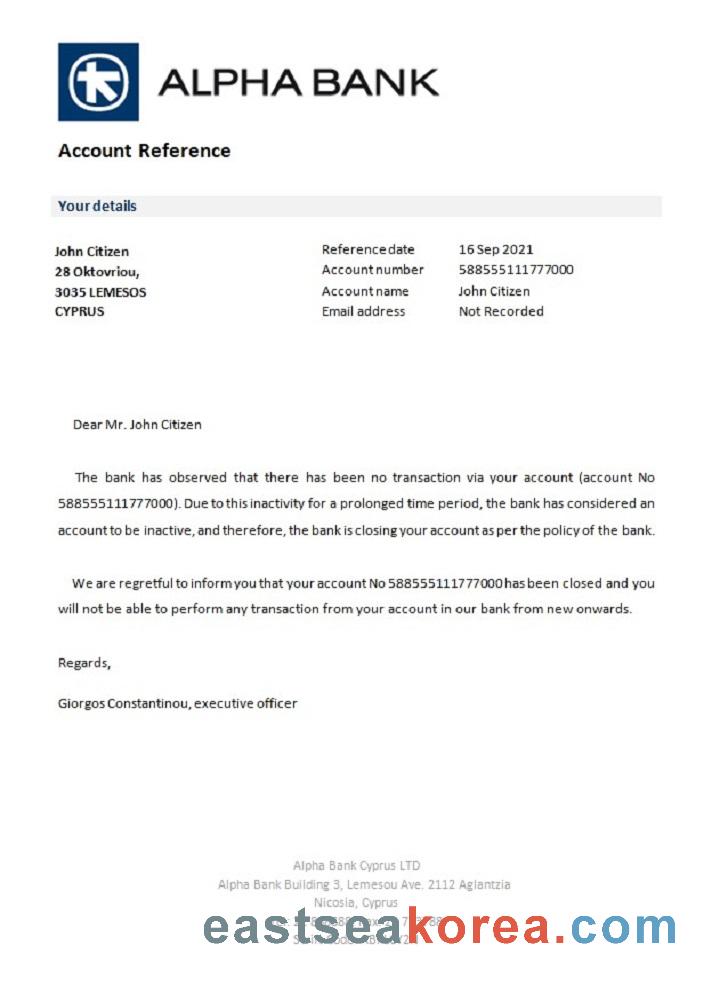 ALPHA BANK
Account Reference
Your details
John Citizen
28 Oktovriou,
3035 LEMESOS
CYPRUS
Reference date 16 Sep 2021
Account number 588555111777000
Account name John Citizen
Email address Not Recorded
Dear Mr. John Citizen
The bank has observed that there has been no transaction via your account (account No
588555111777000). Due to this inactivity for a prolonged time period, the bank has considered an
account to be inactive, and therefore, the bank is closing your account as per the policy of the bank.
We are regretful to inform you that your account No 588555111777000 has been closed and you
will not be able to perform any transaction from your account in our bank from new onwards.
Regards,
Giorgos Constantinou, executive officer
Alpha Bank Cyprus LTD
Alpha Bank Building 3, Lemesou Ave. 2112 Aglantzia
Nicosia, Cyprus
eastseakorea.com